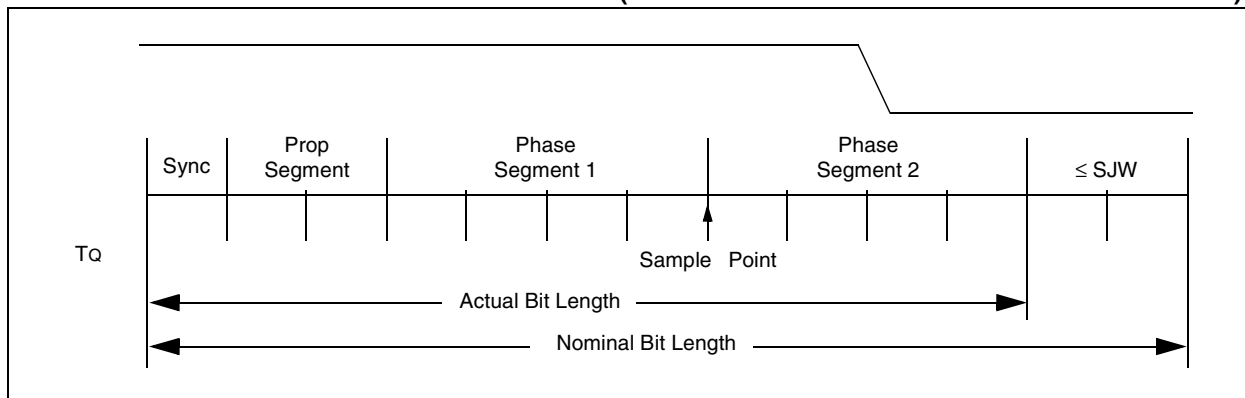 Sync
Prop
Segment
Phase
Segment 1
Phase
Segment 2
≤ SJW
TQ
Sample Point
Actual Bit Length
Nominal Bit Length